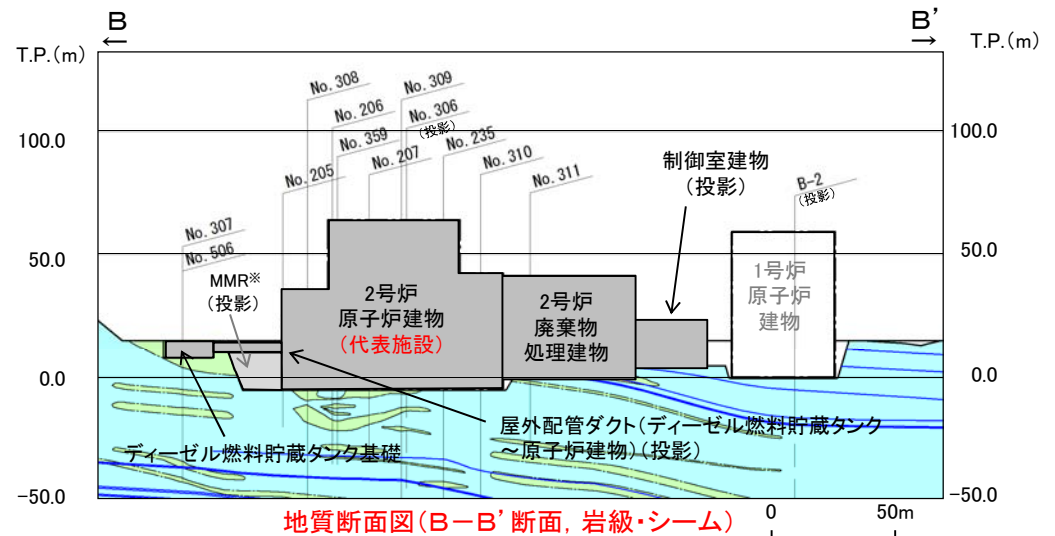 B
B'
T.P.(m)
T.P.(m)
No. 308
No. 309
No. 206
No. 306
(投影)
No. 359
No. 235
No. 207
No. 310
No. 205
No. 311
制御室建物
(投影)
B-2
(投影)
100.0
100.0
No. 307
No. 506
50.0
50.0
MMR※
(投影)
2号炉
原子炉建物
(代表施設)
2号炉
廃棄物
処理建物
1号炉
原子炉
建物
0.0
0.0
ディーゼル燃料貯蔵タンク基礎
屋外配管ダクト(ディーゼル燃料貯蔵タンク
~原子炉建物)(投影)
-50.0
-50.0
地質断面図(B-B'断面, 岩級・シーム)
0
50m